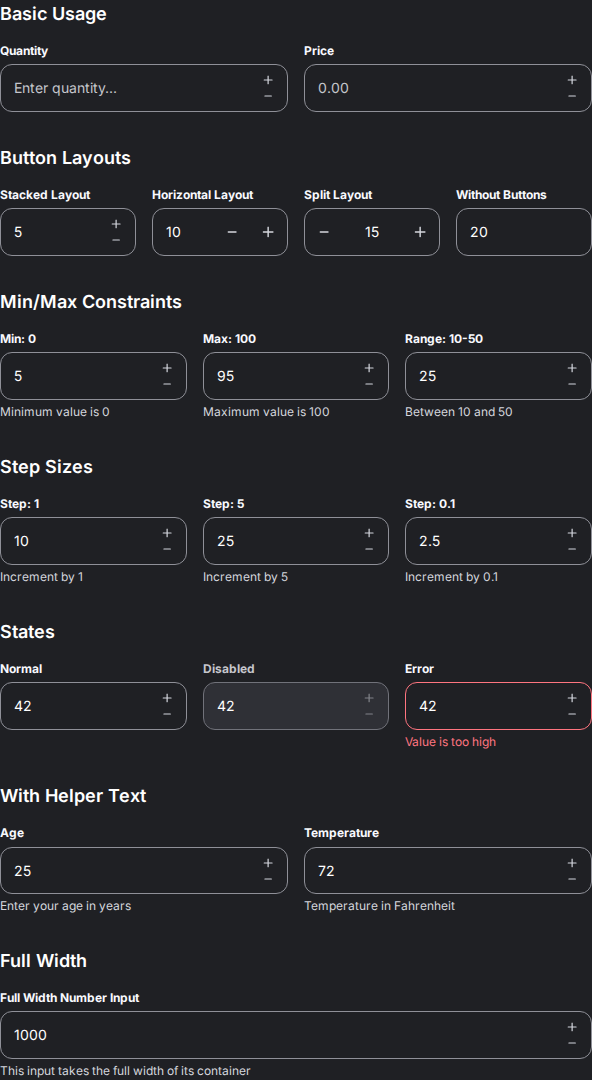 Basic Usage
Quantity Price
Enter quantity... + − 0.00 + −
Button Layouts
Stacked Layout Horizontal Layout Split Layout Without Buttons
5 + − 10 − + − 15 + 20
Min/Max Constraints
Min: 0 Max: 100 Range: 10-50
5 + − 95 + − 25 + −
Minimum value is 0 Maximum value is 100 Between 10 and 50
Step Sizes
Step: 1 Step: 5 Step: 0.1
10 + − 25 + − 2.5 + −
Increment by 1 Increment by 5 Increment by 0.1
States
Normal Disabled Error
42 + − 42 + − 42 + −
Value is too high
With Helper Text
Age Temperature
25 + − 72 + −
Enter your age in years Temperature in Fahrenheit
Full Width
Full Width Number Input
1000 + −
This input takes the full width of its container